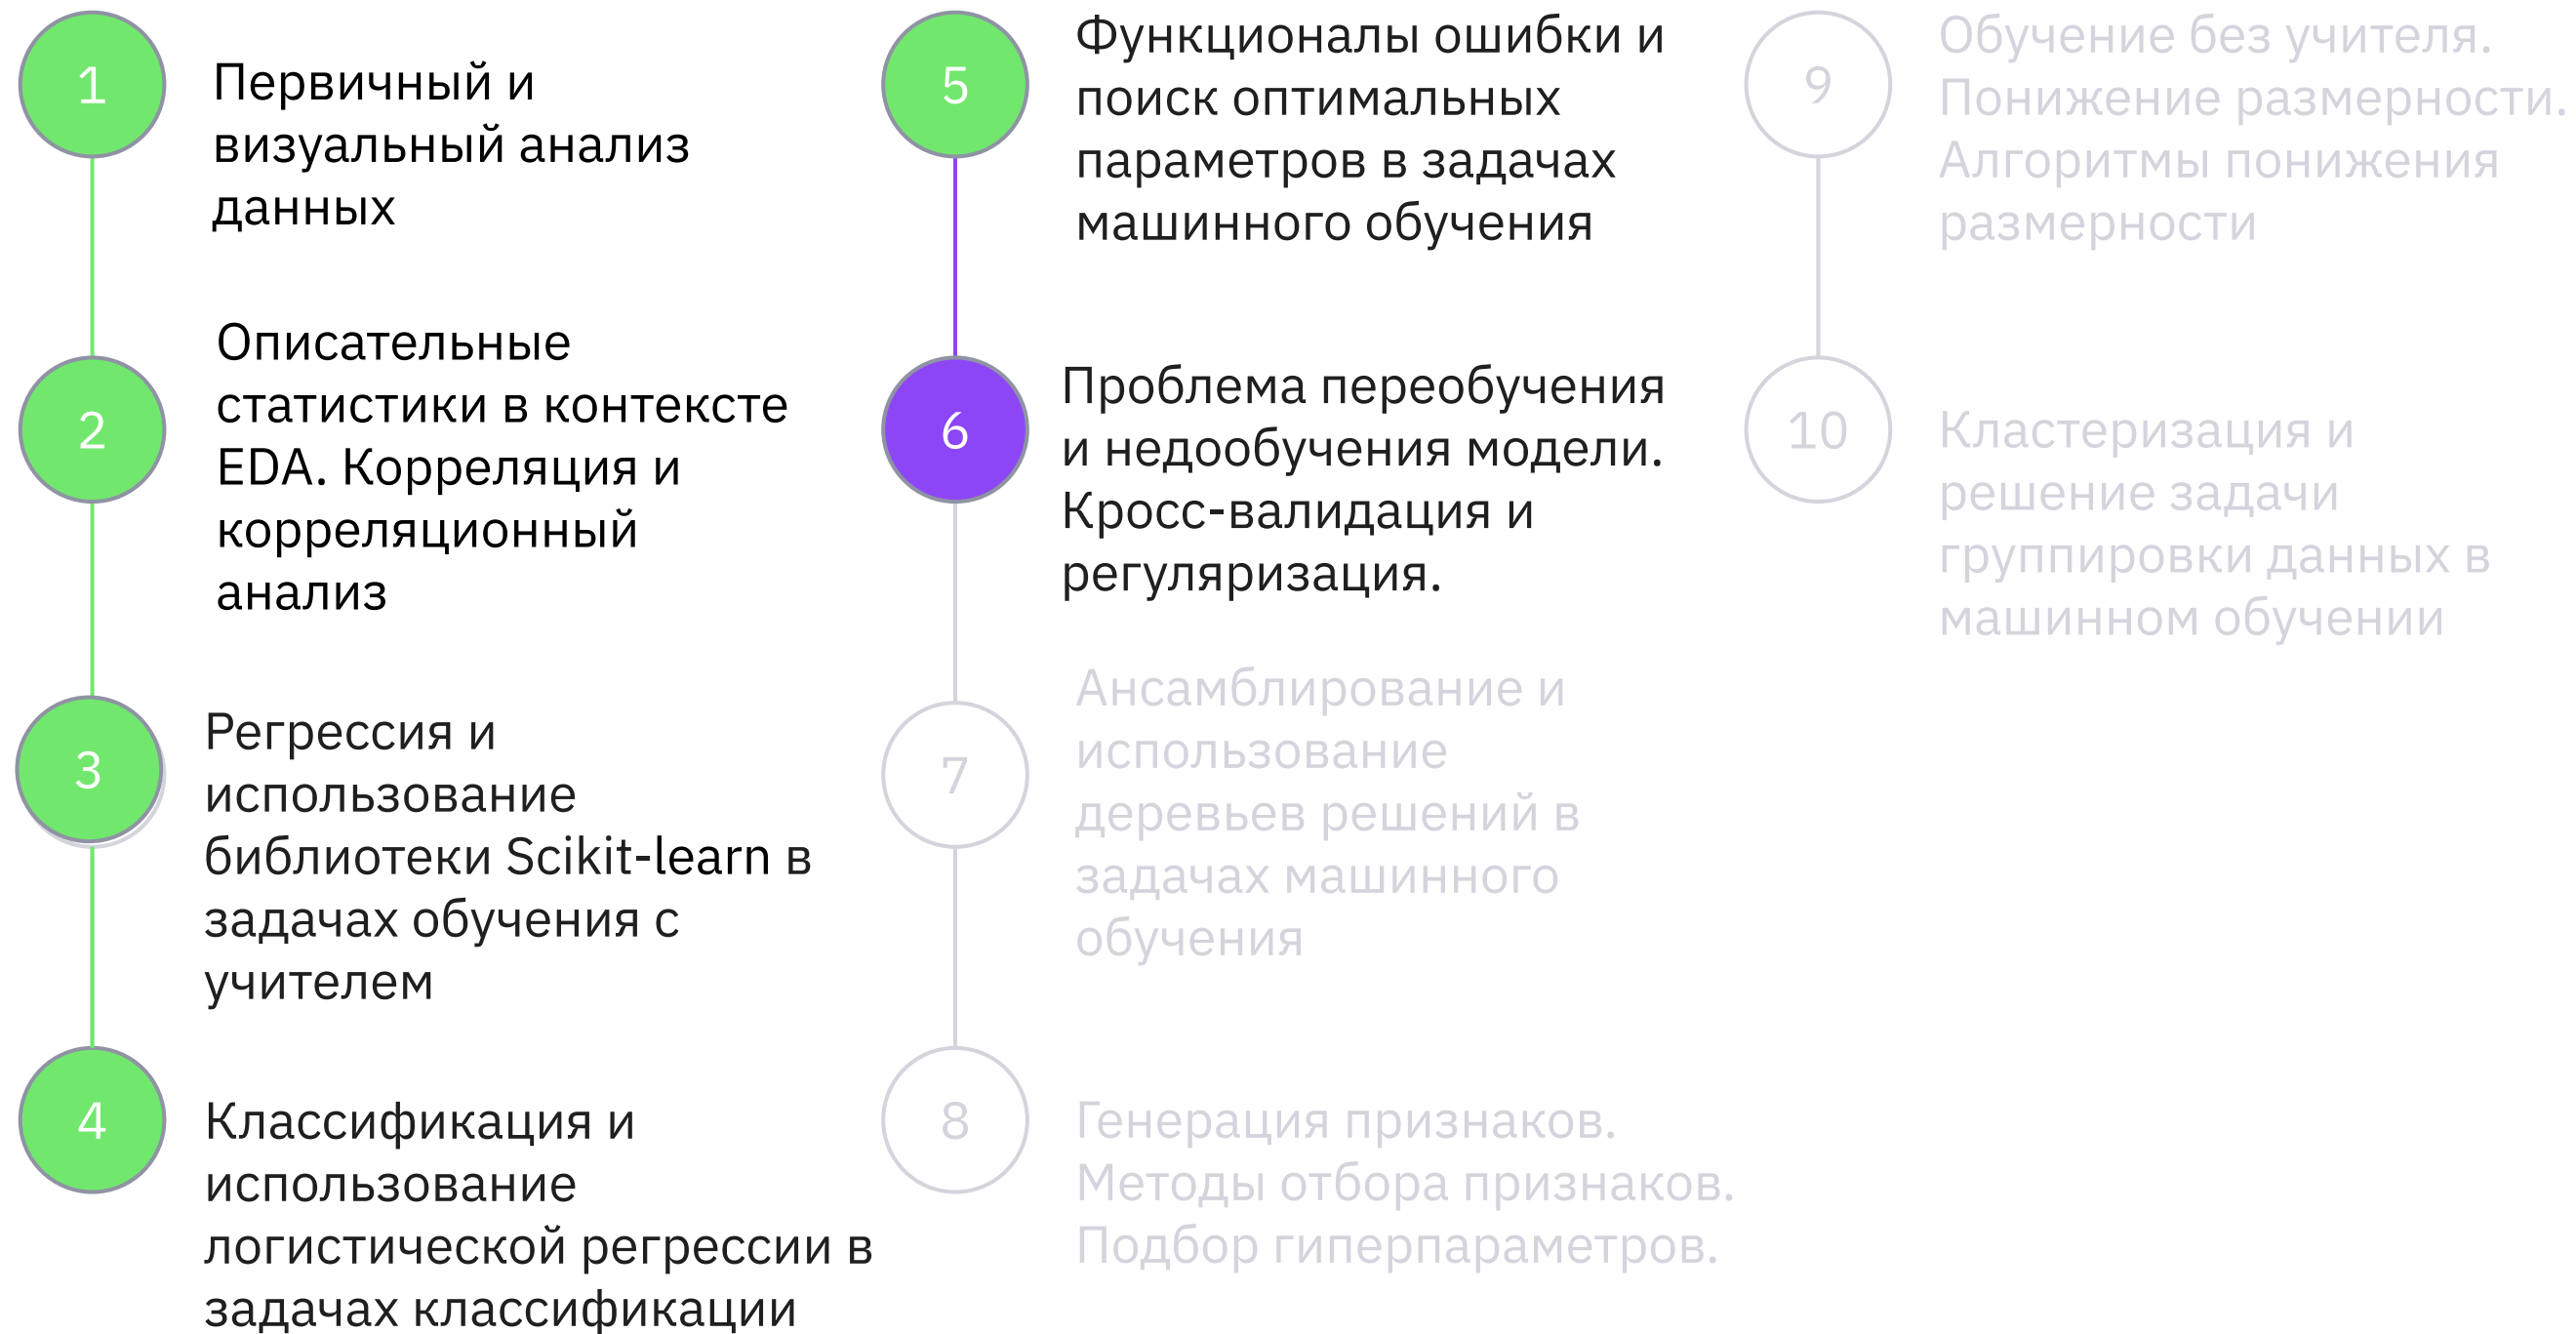 1
Первичный и
визуальный анализ
данных
2
Описательные
статистики в контексте
EDA. Корреляция и
корреляционный
анализ
3
Регрессия и
использование
библиотеки Scikit-learn в
задачах обучения с
учителем
4
Классификация и
использование
логистической регрессии в
задачах классификации
5
Функционалы ошибки и
поиск оптимальных
параметров в задачах
машинного обучения
6
Проблема переобучения
и недообучения модели.
Кросс-валидация и
регуляризация.
7
Ансамблирование и
использование
деревьев решений в
задачах машинного
обучения
8
Генерация признаков.
Методы отбора признаков.
Подбор гиперпараметров.
9
Обучение без учителя.
Понижение размерности.
Алгоритмы понижения
размерности
10
Кластеризация и
решение задачи
группировки данных в
машинном обучении